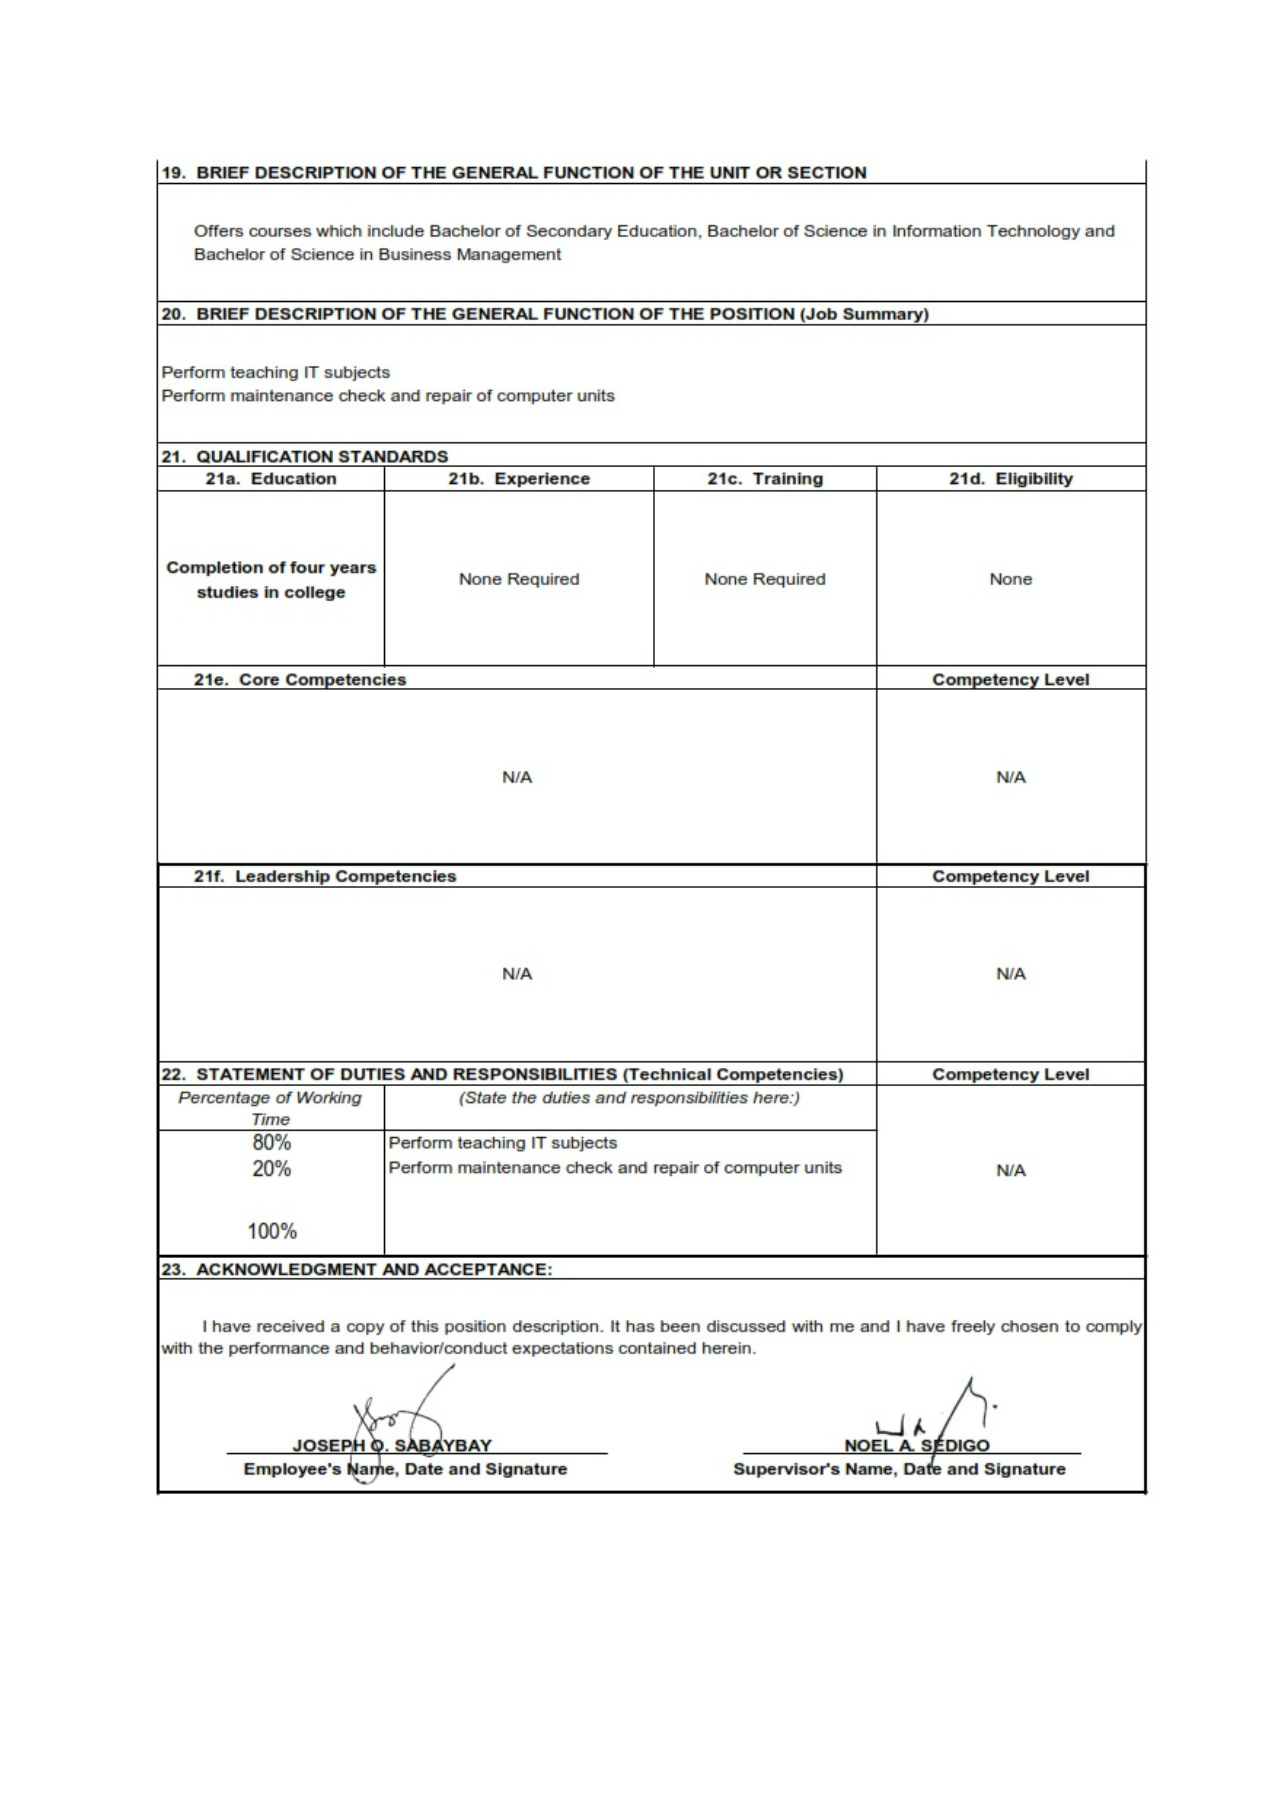 19. BRIEF DESCRIPTION OF THE GENERAL FUNCTION OF THE UNIT OR SECTION
Offers courses which include Bachelor of Secondary Education, Bachelor of Science in Information Technology and
Bachelor of Science in Business Management
20. BRIEF DESCRIPTION OF THE GENERAL FUNCTION OF THE POSITION (Job Summary)
Perform teaching IT subjects
Perform maintenance check and repair of computer units
21. QUALIFICATION STANDARDS
21a. Education 21b. Experience 21c. Training 21d. Eligibility
Completion of four years
studies in college
None Required
None Required
None
21e. Core Competencies Competency Level
N/A N/A
21f. Leadership Competencies Competency Level
N/A N/A
22. STATEMENT OF DUTIES AND RESPONSIBILITIES (Technical Competencies) Competency Level
Percentage of Working
Time
(State the duties and responsibilities here:)
80% Perform teaching IT subjects
20% Perform maintenance check and repair of computer units
N/A
100%
23. ACKNOWLEDGMENT AND ACCEPTANCE:
I have received a copy of this position description. It has been discussed with me and I have freely chosen to comply
with the performance and behavior/conduct expectations contained herein.
JOSEPH O. SABAYBAY NOEL A. SEDIGO
Employee's Name, Date and Signature Supervisor's Name, Date and Signature